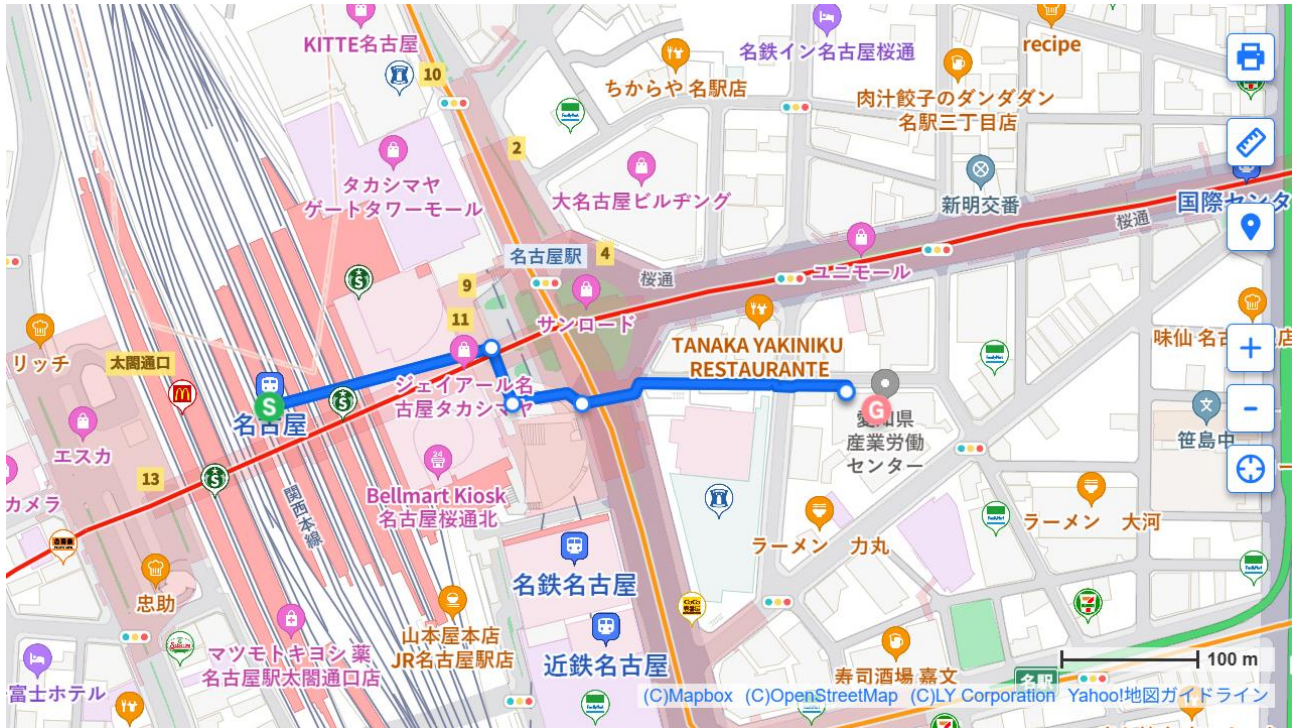 KITTE名古屋
10
ちからや 名駅店
名鉄イン名古屋桜通
recipe
肉汁餃子のダンダダン
名駅三丁目店
2
タカシマヤ
ゲートタワーモール
大名古屋ビルヂング
新明交番
国際センタ
桜通
名古屋駅
4
桜通
ユニモール
9
11
サンロード
リッチ
太閤通口
TANAKA YAKINIKU
RESTAURANTE
味仙 名古
店
ジェイアール名
古屋タカシマヤ
S
名古屋
G
愛知県
産業労働
センター
笹島中
エスカ
13
カメラ
関西本線
24
Bellmart Kiosk
名古屋桜通北
ラーメン 力丸
ラーメン 大河
名鉄名古屋
忠助
山本屋本店
JR名古屋駅店
近鉄名古屋
マツモトキヨシ 薬
名古屋駅太閤通口店
富士ホテル
寿司酒場 嘉文
名駅
100 m
(C)Mapbox (C)OpenStreetMap (C)LY Corporation Yahoo!地図ガイドライン